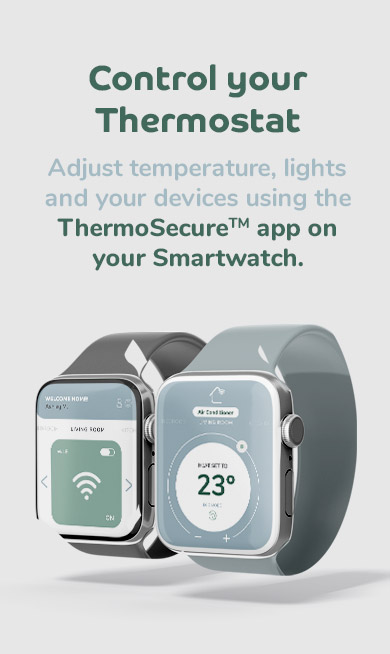 Control your
Thermostat
Adjust temperature, lights
and your devices using the
ThermoSecure™ app on
your Smartwatch.
WELCOME HOME!
LIVING ROOM
ON
Air Conditioner
LIVING ROOM
23°
- +